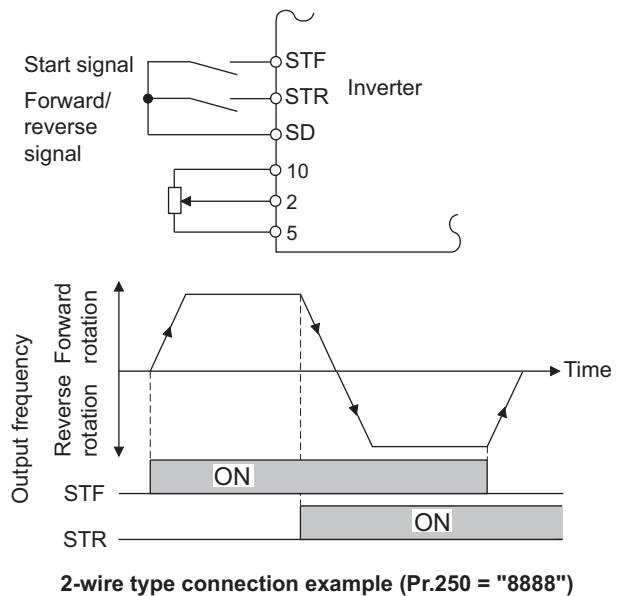 Start signal
Forward/
reverse
signal
STF
STR
SD
Inverter
10
2
5
Output frequency
Reverse Forward
rotation rotation
Time
STF
ON
STR
ON
2-wire type connection example (Pr.250 = "8888")